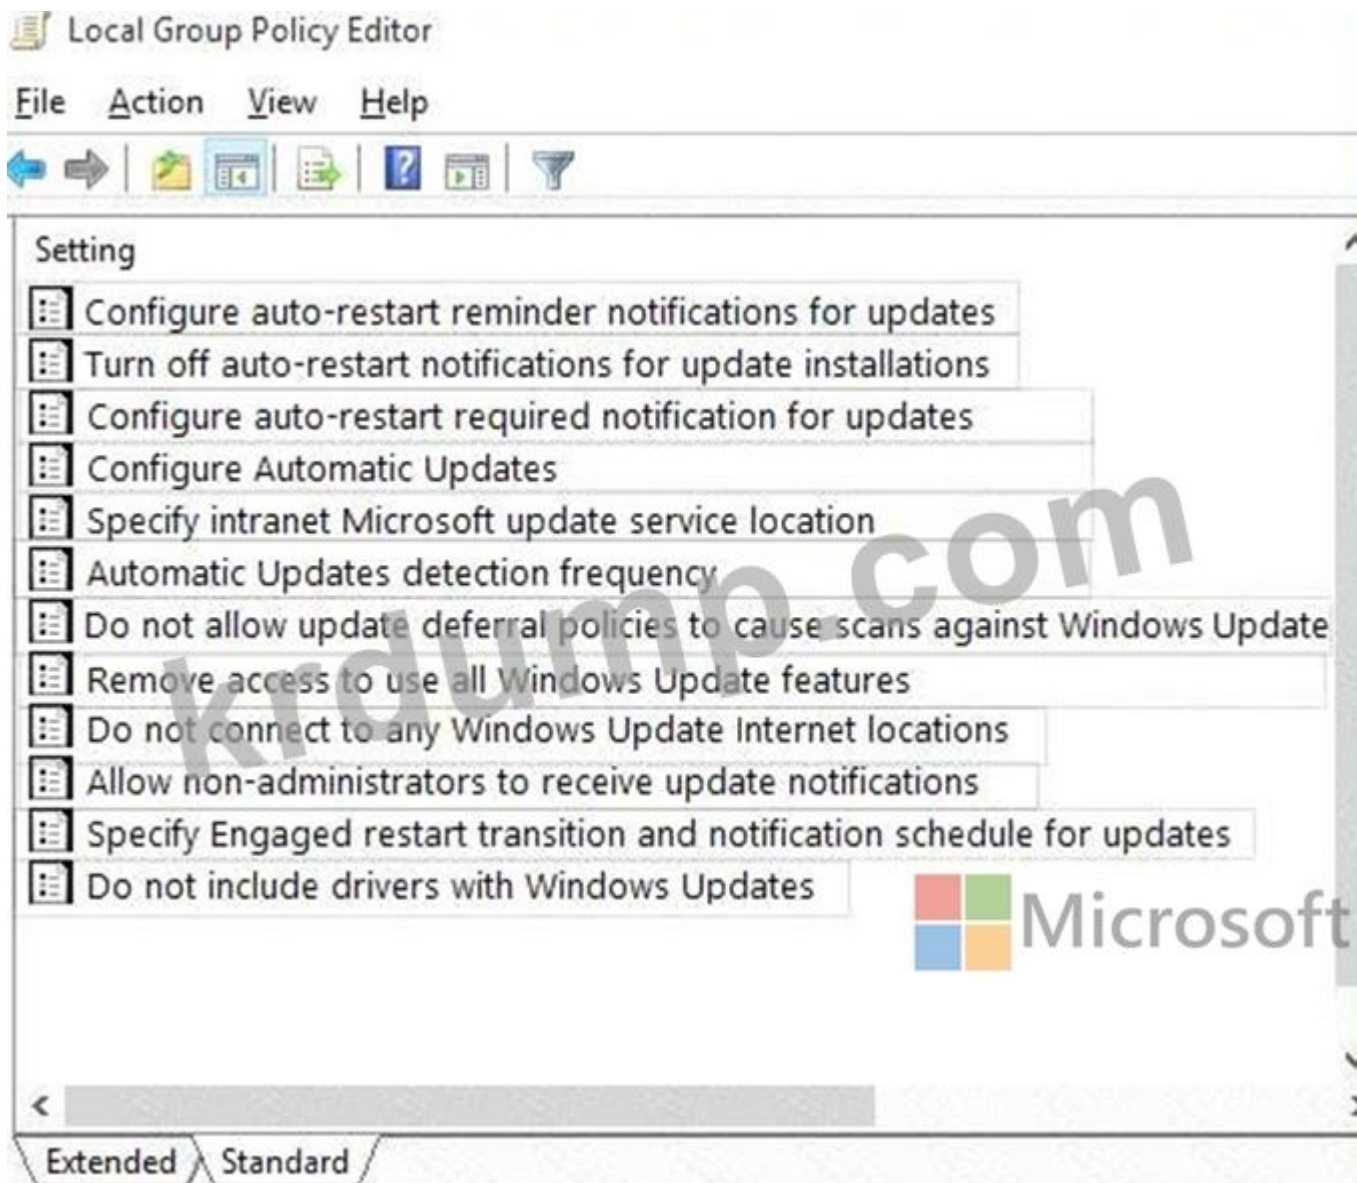 Local Group Policy Editor
File Action View Help
Setting
Configure auto-restart reminder notifications for updates
Turn off auto-restart notifications for update installations
Configure auto-restart required notification for updates
Configure Automatic Updates
Specify intranet Microsoft update service location
Automatic Updates detection frequency
Do not allow update deferral policies to cause scans against Windows Update
Remove access to use all Windows Update features
Do not connect to any Windows Update Internet locations
Allow non-administrators to receive update notifications
Specify Engaged restart transition and notification schedule for updates
Do not include drivers with Windows Updates
krdump.com
Microsoft
Extended Standard